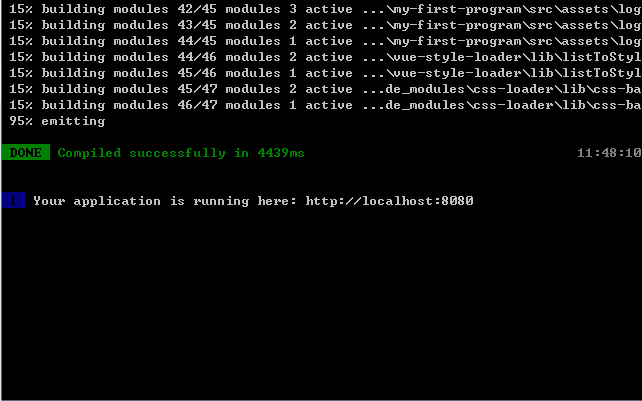 15% building modules 42/45 modules 3 active ...\my-first-program\src\assets\log
15% building modules 43/45 modules 2 active ...\my-first-program\src\assets\log
15% building modules 44/45 modules 1 active ...\my-first-program\src\assets\log
15% building modules 44/46 modules 2 active ...\vue-style-loader\lib\listToStyl
15% building modules 45/46 modules 1 active ...\vue-style-loader\lib\listToStyl
15% building modules 45/47 modules 2 active ...de_modules\css-loader\lib\css-ba
15% building modules 46/47 modules 1 active ...de_modules\css-loader\lib\css-ba
95% emitting
DONE Compiled successfully in 4439ms 11:48:10
I Your application is running here: http://localhost:8080